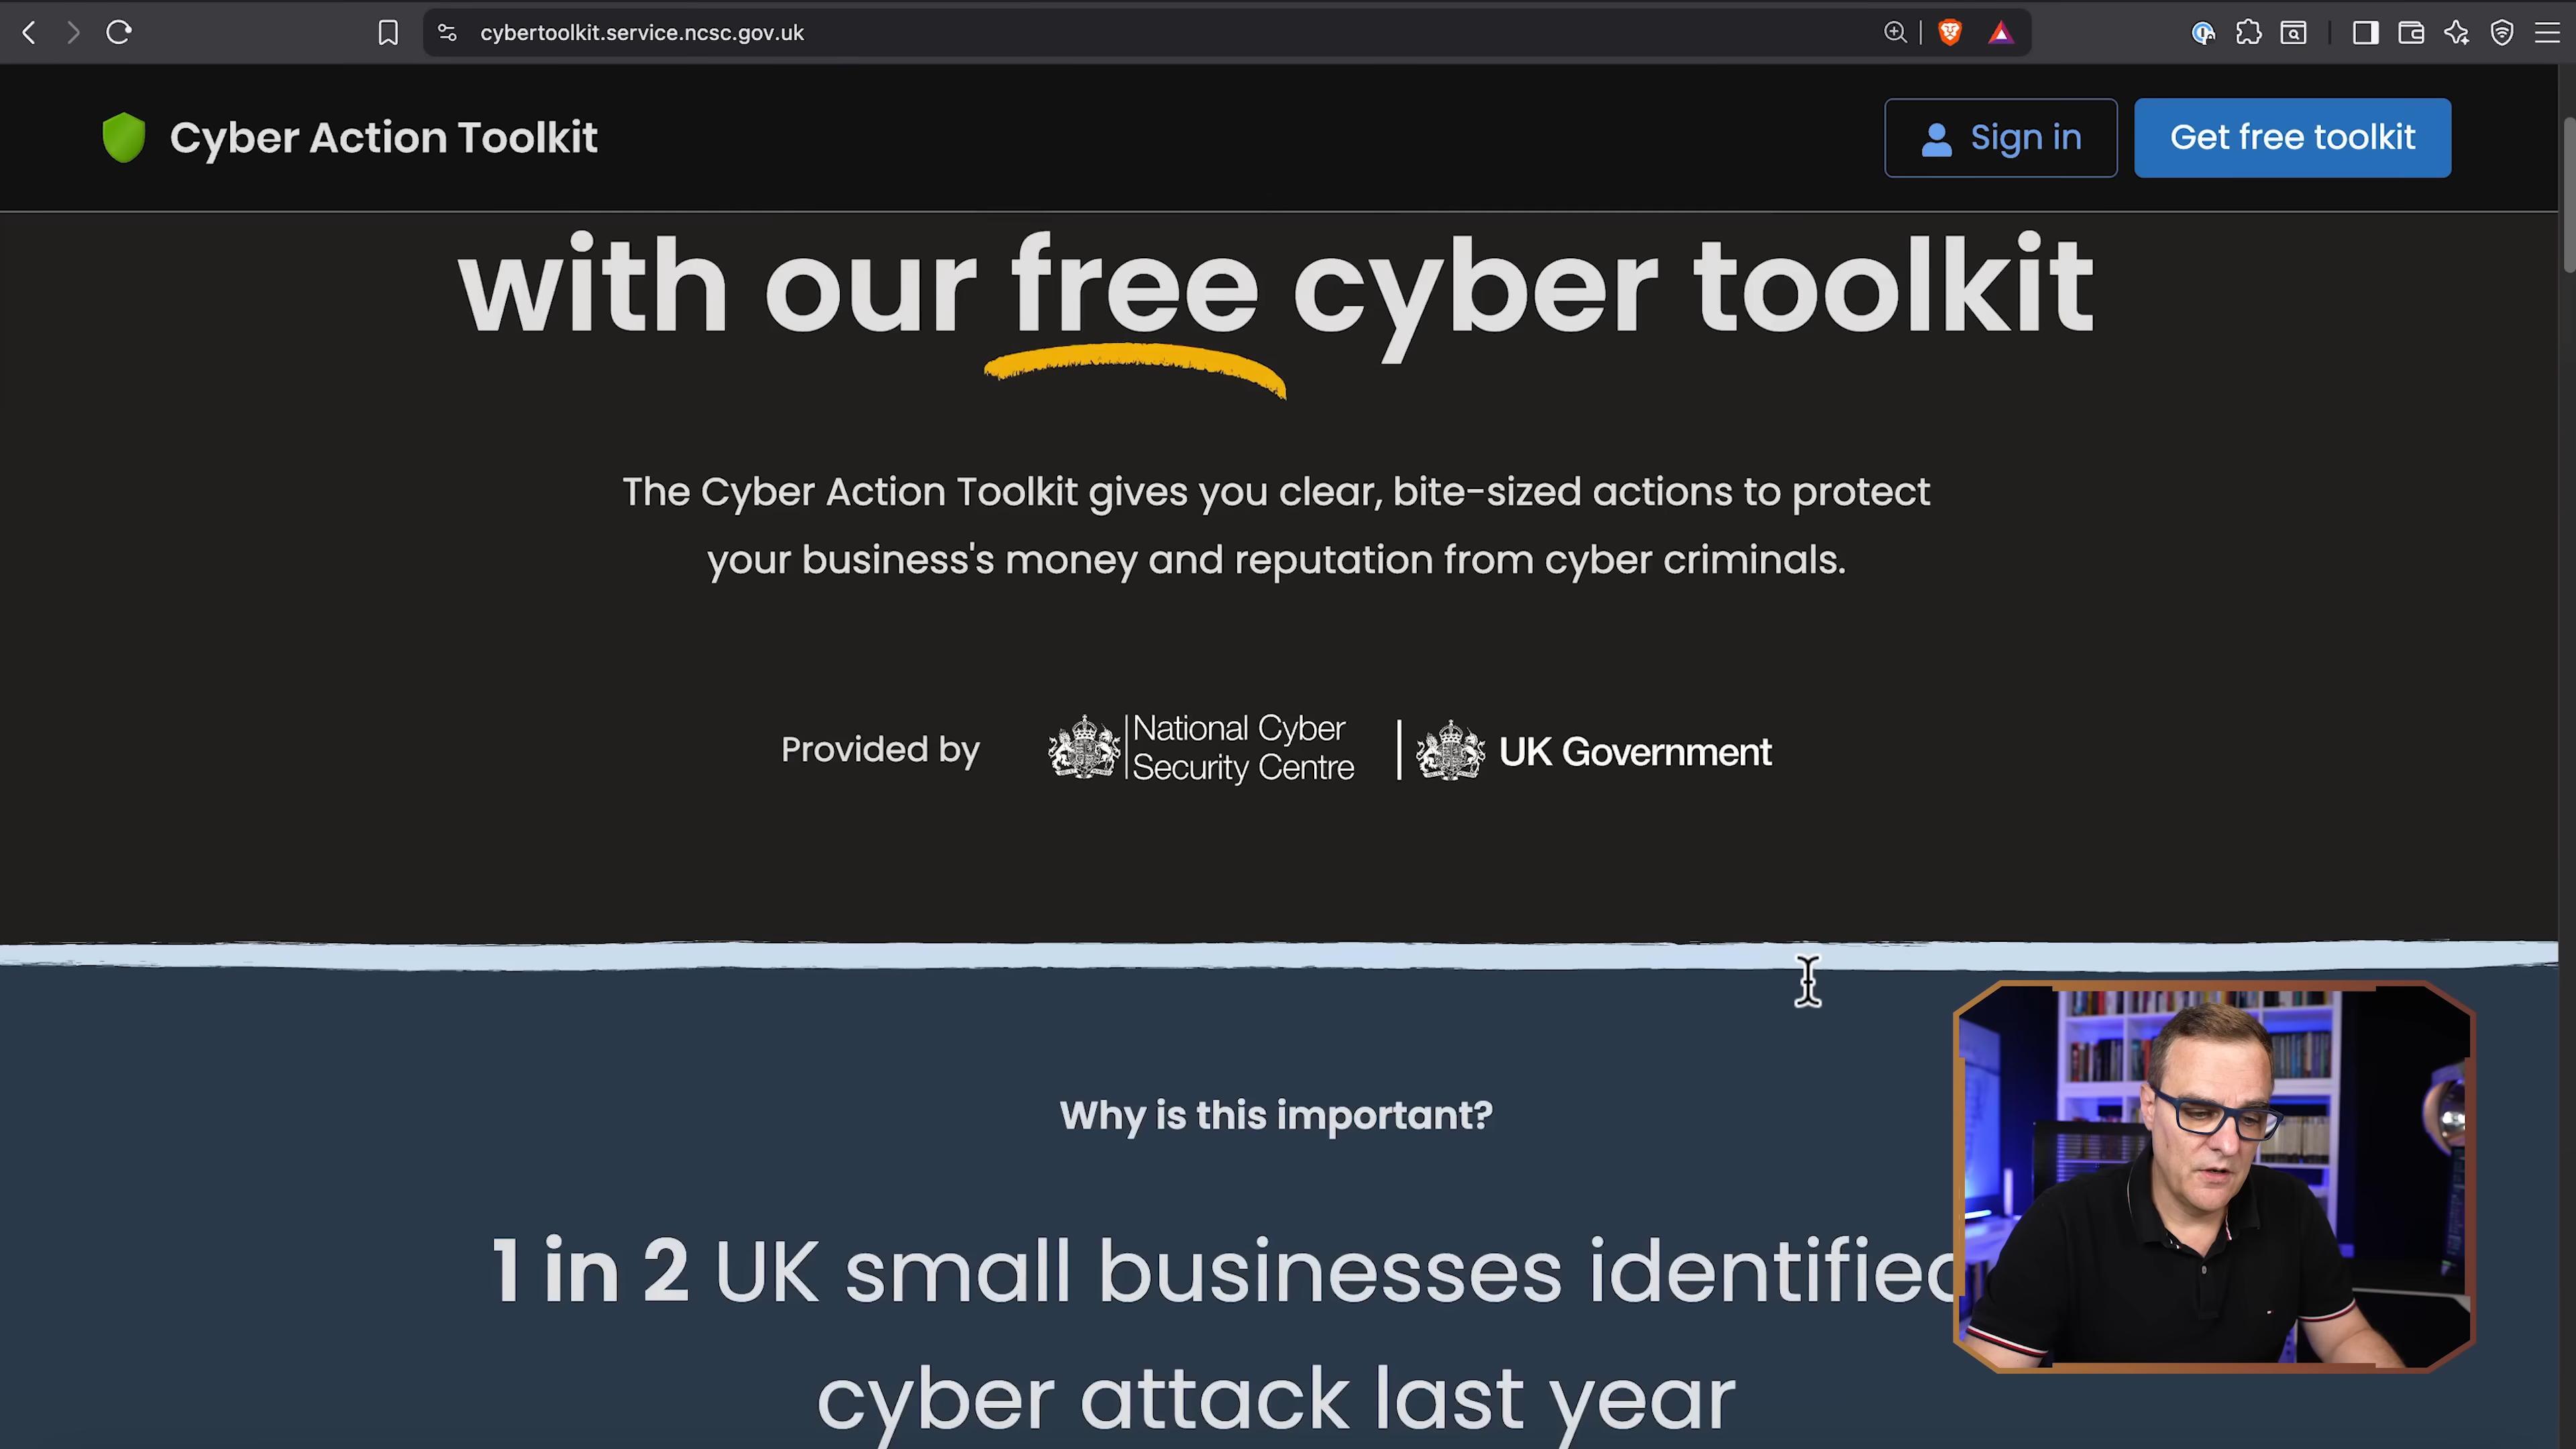 cybertoolkit.service.ncsc.gov.uk
Cyber Action Toolkit
Sign in
Get free toolkit
with our free cyber toolkit
The Cyber Action Toolkit gives you clear, bite-sized actions to protect
your business's money and reputation from cyber criminals.
Provided by
National Cyber
Security Centre
UK Government
Why is this important?
1 in 2 UK small businesses identified
cyber attack last year